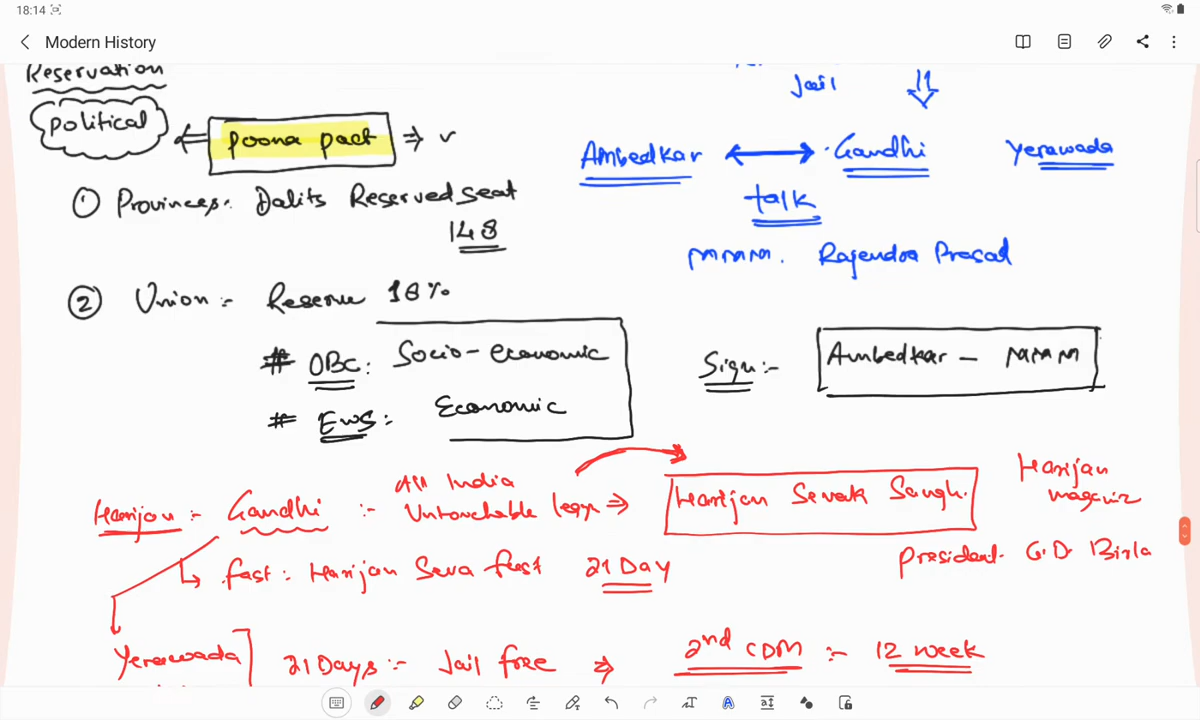 18:14
Modern History
Reservation
Political
Poona pact
Jail
Ambedkar Gandhi Yerawada
talk
MMM. Rajendra Prasad
① Provinces: Dalits Reserved seat
148
② Union:- Reserve 18%
# OBC: Socio-economic
# EWS: Economic
Sign:- Ambedkar - MMM
Harijan:- Gandhi :- All India
Untouchable legue ⇒ Harijan Sevak Sangh.
Harijan
President. G.D. Birla
fast: Harijan Seva fast 21 Day
Yerawada 21 Days:- Jail free ⇒ 2nd CDM :- 12 week